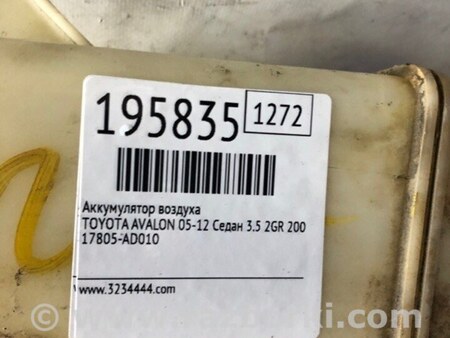 195835 1272
Аккумулятор воздуха
TOYOTA AVALON 05-12 Седан 3.5 2GR 200
17805-AD010
www.3234444.com